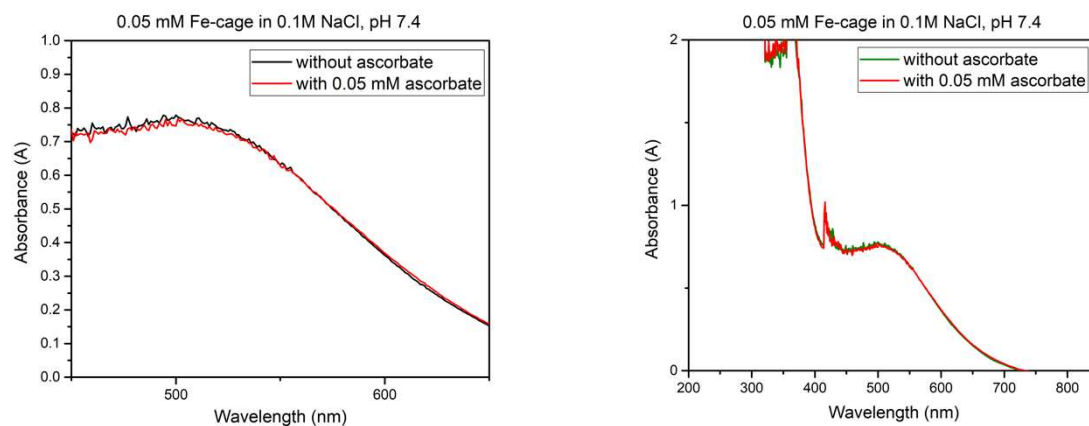 0.05 mM Fe-cage in 0.1M NaCl, pH 7.4
without ascorbate
with 0.05 mM ascorbate
1.0
0.9
0.8
0.7
0.6
0.5
0.4
0.3
0.2
0.1
0.0
Absorbance (A)
500
600
Wavelength (nm)
0.05 mM Fe-cage in 0.1M NaCl, pH 7.4
without ascorbate
with 0.05 mM ascorbate
2
1
0
Absorbance (A)
200
300
400
500
600
700
800
Wavelength (nm)